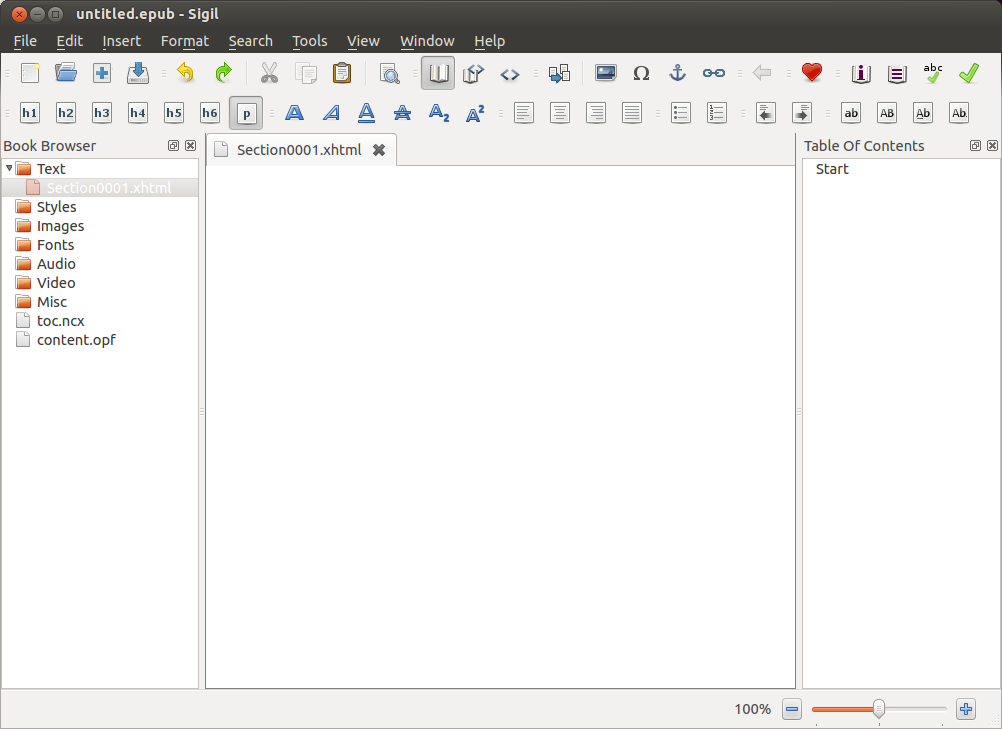 untitled.epub - Sigil
File Edit Insert Format Search Tools View Window Help
Ω abc
h1 h2 h3 h4 h5 h6 p A A A A A2 A2 ab AB Ab Ab
Book Browser
Section0001.xhtml
Table Of Contents
Text
Section0001.xhtml
Styles
Images
Fonts
Audio
Video
Misc
toc.ncx
content.opf
Start
100%